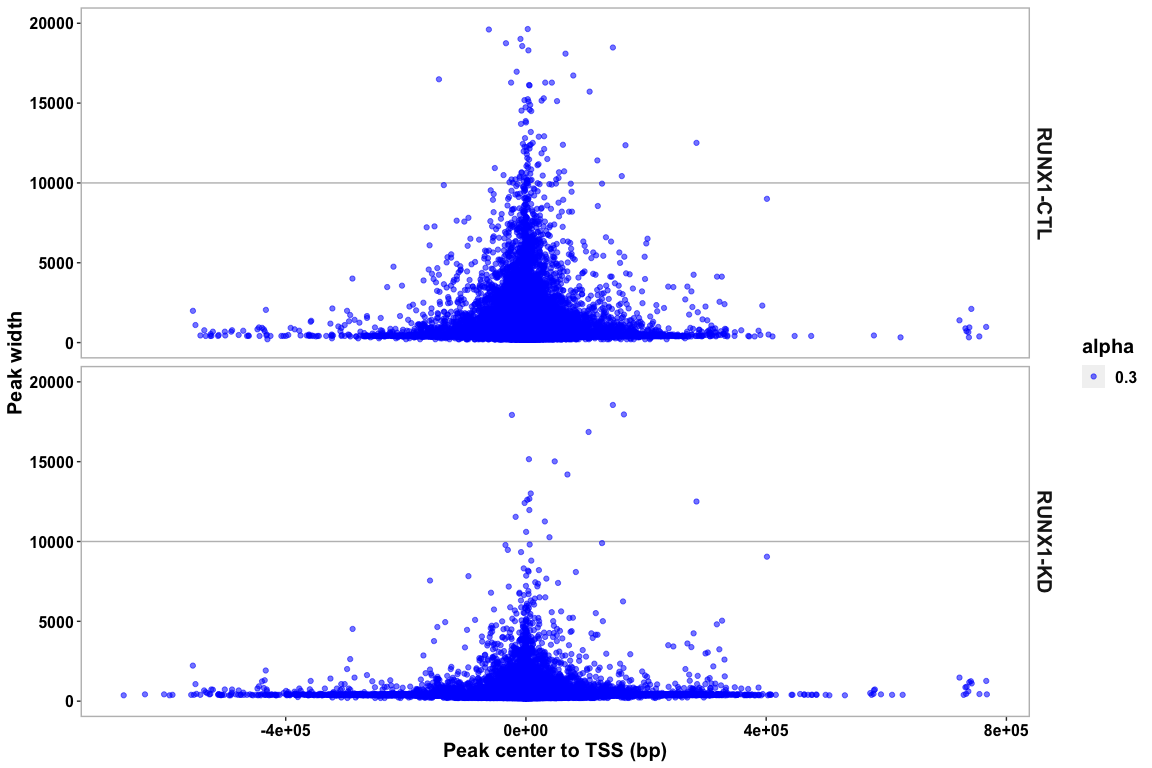 20000
15000
10000
5000
0
RUNX1-CTL
20000
15000
10000
5000
0
RUNX1-KD
Peak width
-4e+05
0e+00
4e+05
8e+05
Peak center to TSS (bp)
alpha
0.3